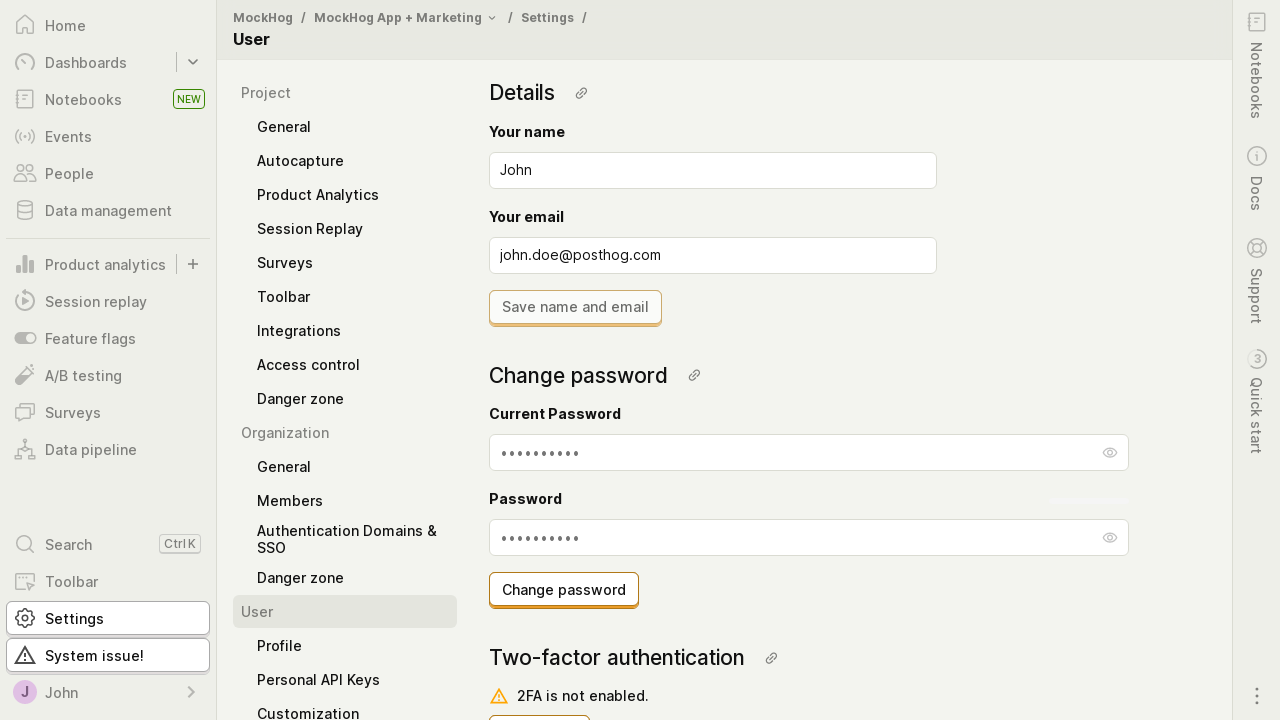 Home
Dashboards
Notebooks NEW
Events
People
Data management
Product analytics
Session replay
Feature flags
A/B testing
Surveys
Data pipeline
Search Ctrl K
Toolbar
Settings
System issue!
J John
MockHog / MockHog App + Marketing / Settings /
User
Project
General
Autocapture
Product Analytics
Session Replay
Surveys
Toolbar
Integrations
Access control
Danger zone
Organization
General
Members
Authentication Domains &
SSO
Danger zone
User
Profile
Personal API Keys
Customization
Details
Your name
John
Your email
john.doe@posthog.com
Save name and email
Change password
Current Password
••••••••••
Password
••••••••••
Change password
Two-factor authentication
2FA is not enabled.
Notebooks
Docs
Support
3 Quick start